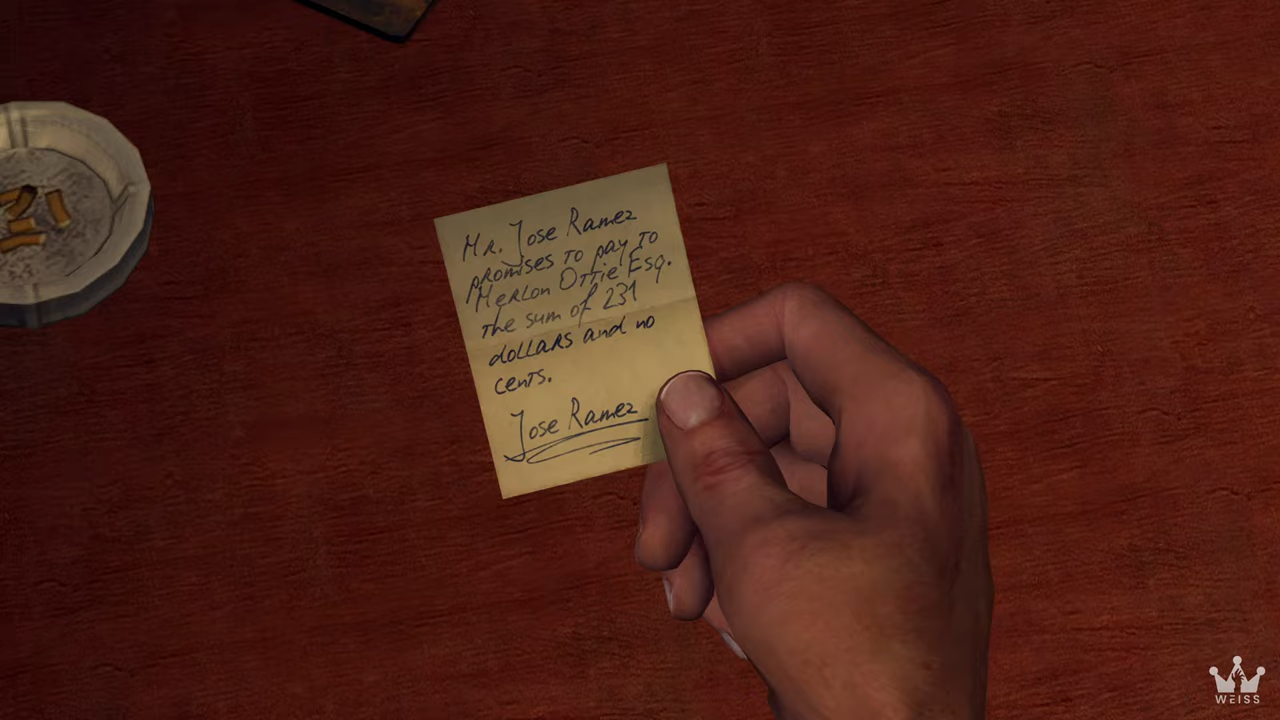 Mr. Jose Ramez
promises to pay to
Merlon Ottie Esq.
the sum of 231
dollars and no
cents.
Jose Ramez
WEISS